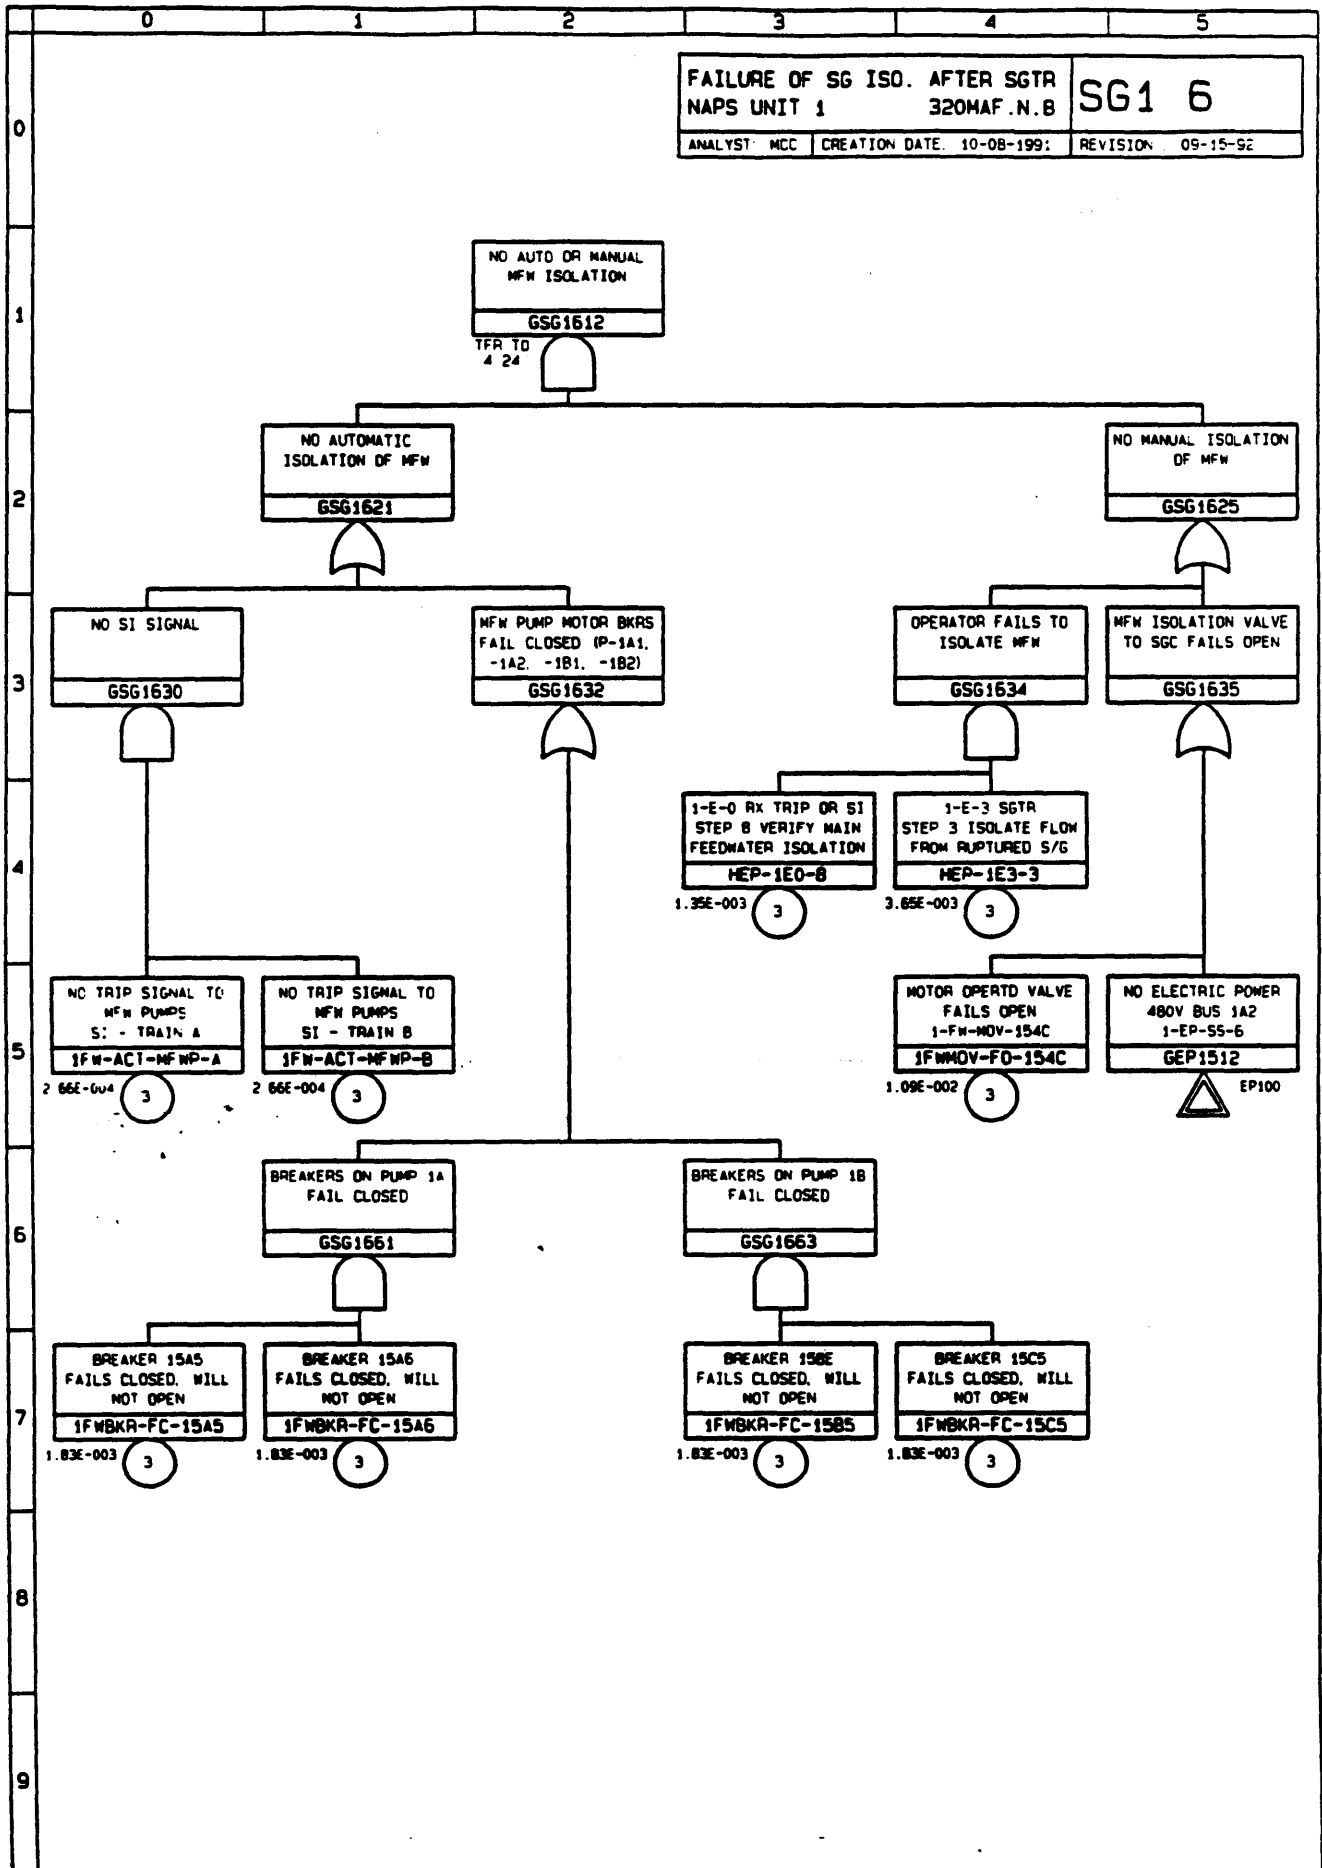 0 1 2 3 4 5
FAILURE OF SG ISO. AFTER SGTR
NAPS UNIT 1 320MAF.N.B
SG1 6
ANALYST: MCC CREATION DATE. 10-08-1991 REVISION 09-15-92
0
NO AUTO OR MANUAL
MFW ISOLATION
GSG1612
TFR TO
4 24
1
NO AUTOMATIC
ISOLATION OF MFW
GSG1621
NO MANUAL ISOLATION
OF MFW
GSG1625
2
NO SI SIGNAL
GSG1630
MFW PUMP MOTOR BKRS
FAIL CLOSED (P-1A1,
-1A2, -1B1, -1B2)
GSG1632
OPERATOR FAILS TO
ISOLATE MFW
GSG1634
MFW ISOLATION VALVE
TO SGC FAILS OPEN
GSG1635
3
1-E-0 RX TRIP OR SI
STEP 8 VERIFY MAIN
FEEDWATER ISOLATION
HEP-1E0-8
1.35E-003 3
1-E-3 SGTR
STEP 3 ISOLATE FLOW
FROM RUPTURED S/G
HEP-1E3-3
3.65E-003 3
4
NO TRIP SIGNAL TO
MFW PUMPS
SI - TRAIN A
1FW-ACT-MFWP-A
2 66E-004 3
NO TRIP SIGNAL TO
MFW PUMPS
SI - TRAIN B
1FW-ACT-MFWP-B
2 66E-004 3
MOTOR OPERTD VALVE
FAILS OPEN
1-FW-MOV-154C
1FWMOV-FO-154C
1.09E-002 3
NO ELECTRIC POWER
480V BUS 1A2
1-EP-SS-6
GEP1512
EP100
5
BREAKERS ON PUMP 1A
FAIL CLOSED
GSG1661
BREAKERS ON PUMP 1B
FAIL CLOSED
GSG1663
6
BREAKER 15A5
FAILS CLOSED, WILL
NOT OPEN
1FWBKR-FC-15A5
1.83E-003 3
BREAKER 15A6
FAILS CLOSED, WILL
NOT OPEN
1FWBKR-FC-15A6
1.83E-003 3
BREAKER 15BE
FAILS CLOSED, WILL
NOT OPEN
1FWBKR-FC-15B5
1.83E-003 3
BREAKER 15C5
FAILS CLOSED, WILL
NOT OPEN
1FWBKR-FC-15C5
1.83E-003 3
7
8
9